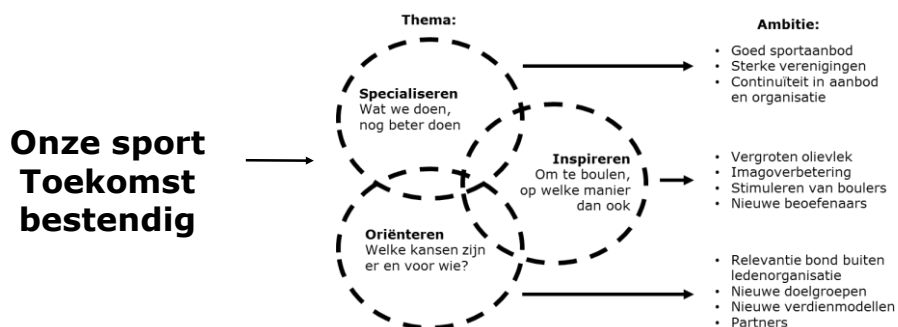 Onze sport
Toekomst
bestendig
Thema:
Specialiseren
Wat we doen,
nog beter doen
Inspireren
Om te boulen,
op welke manier
dan ook
Oriënteren
Welke kansen zijn
er en voor wie?
Ambitie:
• Goed sportaanbod
• Sterke verenigingen
• Continuïteit in aanbod
en organisatie
• Vergroten olievlek
• Imagoverbetering
• Stimuleren van boulers
• Nieuwe beoefenaars
• Relevantie bond buiten
ledenorganisatie
• Nieuwe doelgroepen
• Nieuwe verdienmodellen
• Partners